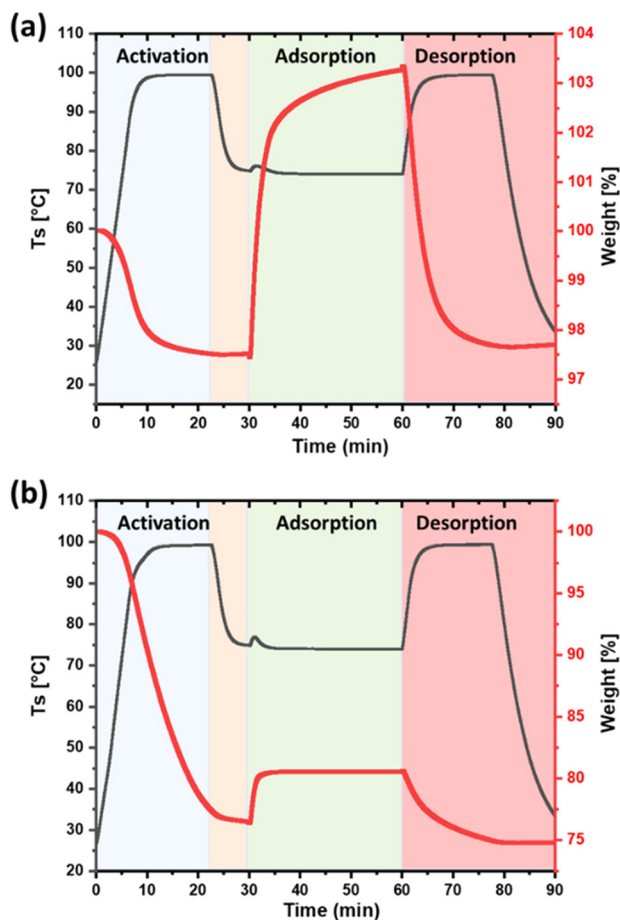 (a)
Activation Adsorption Desorption
110
100
90
80
70
60
50
40
30
20
Ts [°C]
104
103
102
101
100
99
98
97
Weight [%]
0 10 20 30 40 50 60 70 80 90
Time (min)
(b)
Activation Adsorption Desorption
110
100
90
80
70
60
50
40
30
20
Ts [°C]
100
95
90
85
80
75
Weight [%]
0 10 20 30 40 50 60 70 80 90
Time (min)